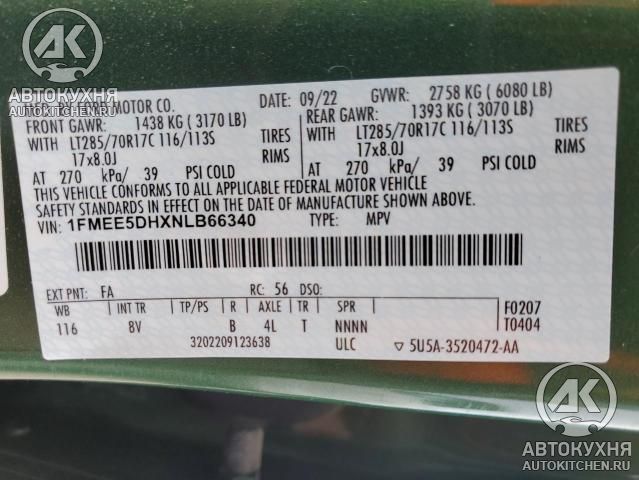 АК
АВТОКУХНЯ
AUTOKITCHEN.RU
MFD. BY FORD MOTOR CO.
DATE: 09/22 GVWR: 2758 KG ( 6080 LB)
FRONT GAWR: 1438 KG ( 3170 LB) REAR GAWR: 1393 KG ( 3070 LB)
WITH LT285/70R17C 116/113S TIRES WITH LT285/70R17C 116/113S TIRES
17x8.0J RIMS 17x8.0J RIMS
AT 270 kPa/ 39 PSI COLD AT 270 kPa/ 39 PSI COLD
THIS VEHICLE CONFORMS TO ALL APPLICABLE FEDERAL MOTOR VEHICLE
SAFETY STANDARDS IN EFFECT ON THE DATE OF MANUFACTURE SHOWN ABOVE.
VIN: 1FMEE5DHXNLB66340 TYPE: MPV
EXT PNT: FA RC: 56 DSO:
WB INT TR TP/PS R AXLE TR SPR F0207
116 8V B 4L T NNNN T0404
3202209123638 ULC ▽ 5U5A-3520472-AA
АК
АВТОКУХНЯ
AUTOKITCHEN.RU